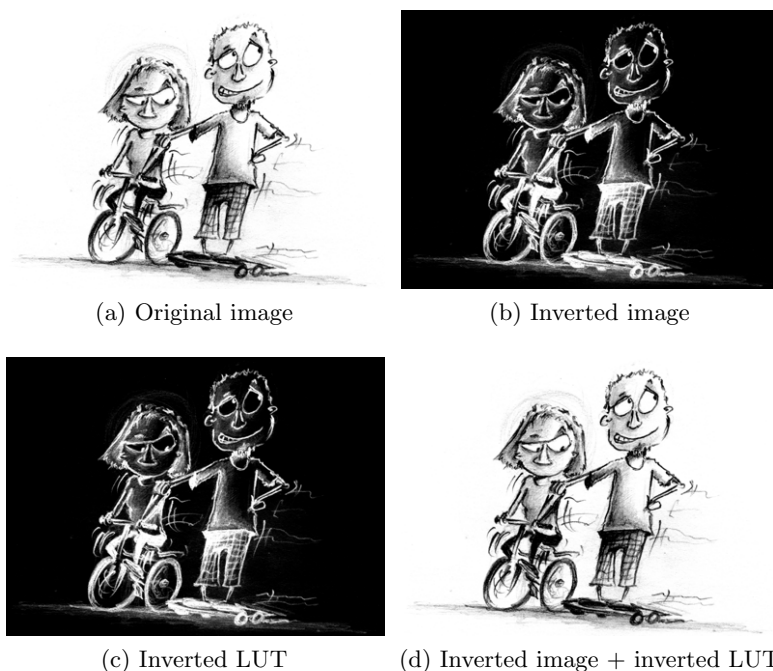 (a) Original image
(b) Inverted image
(c) Inverted LUT
(d) Inverted image + inverted LUT